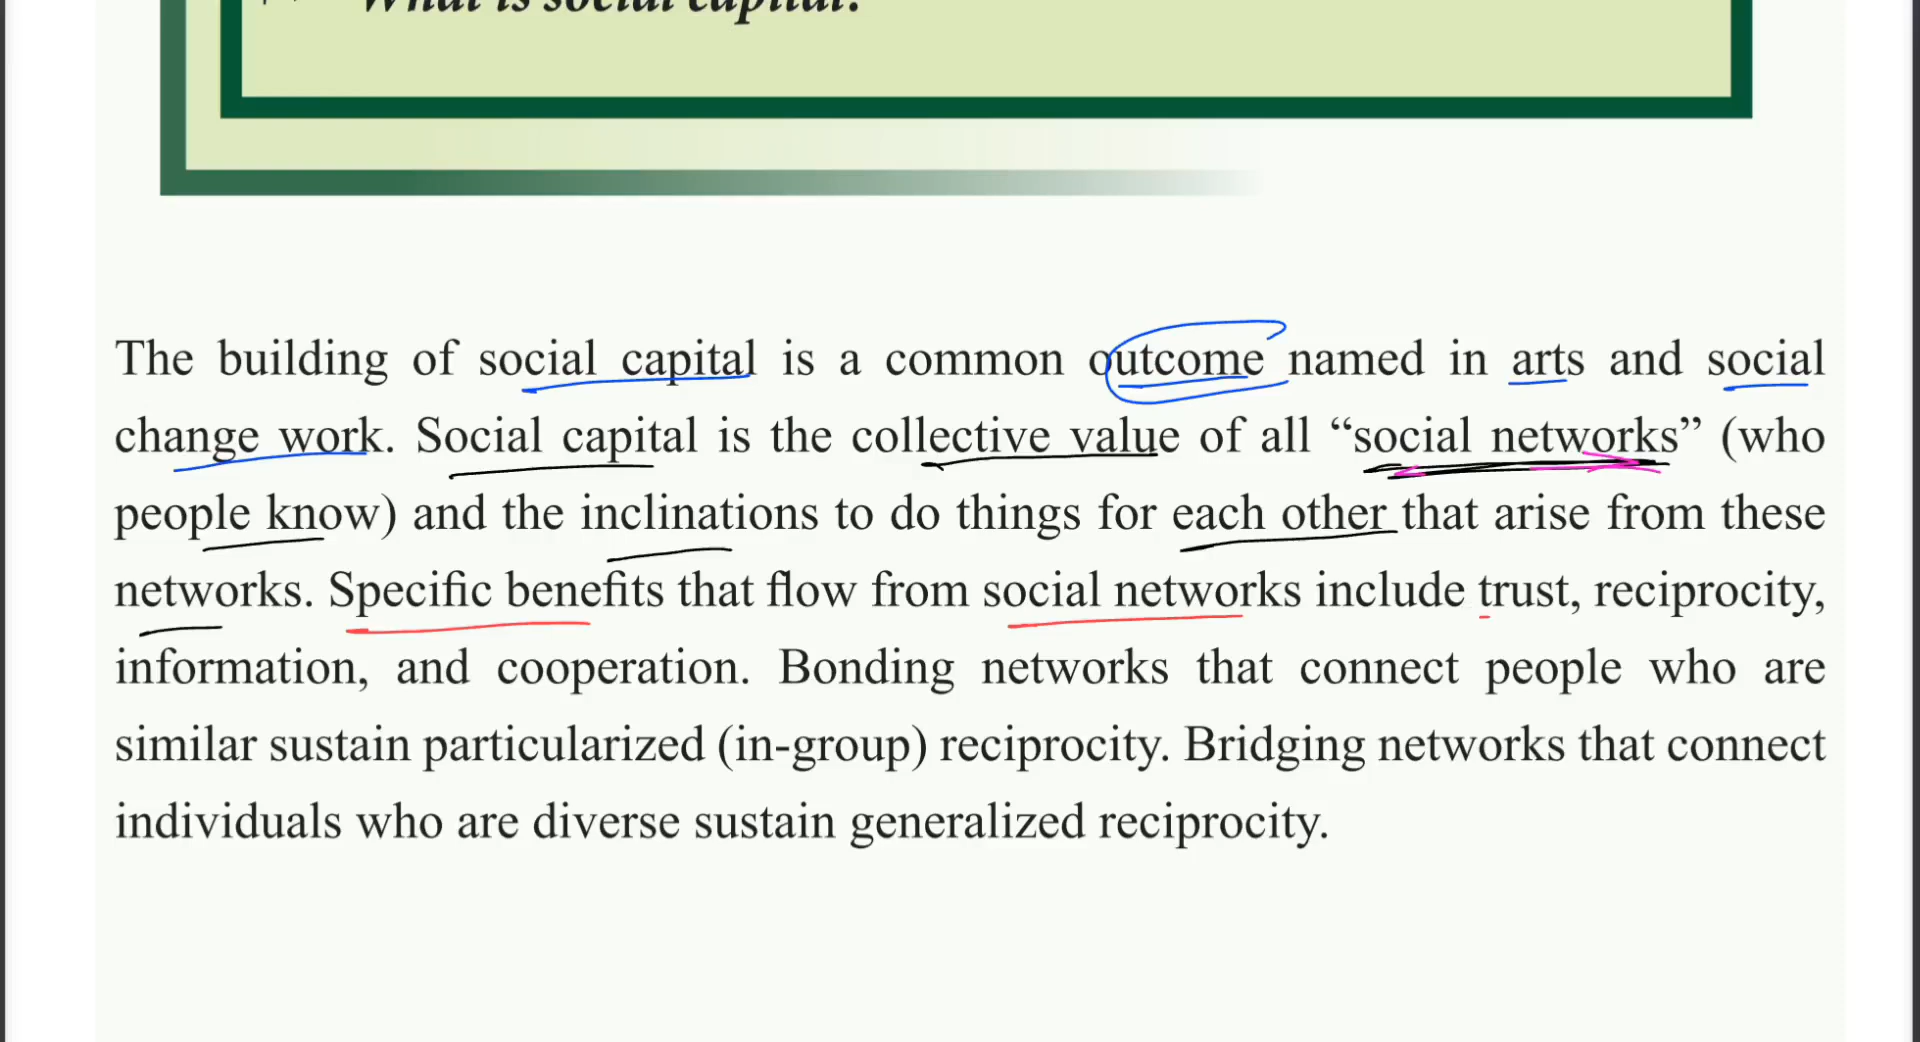 What is social capital?
The building of social capital is a common outcome named in arts and social
change work. Social capital is the collective value of all “social networks” (who
people know) and the inclinations to do things for each other that arise from these
networks. Specific benefits that flow from social networks include trust, reciprocity,
information, and cooperation. Bonding networks that connect people who are
similar sustain particularized (in-group) reciprocity. Bridging networks that connect
individuals who are diverse sustain generalized reciprocity.